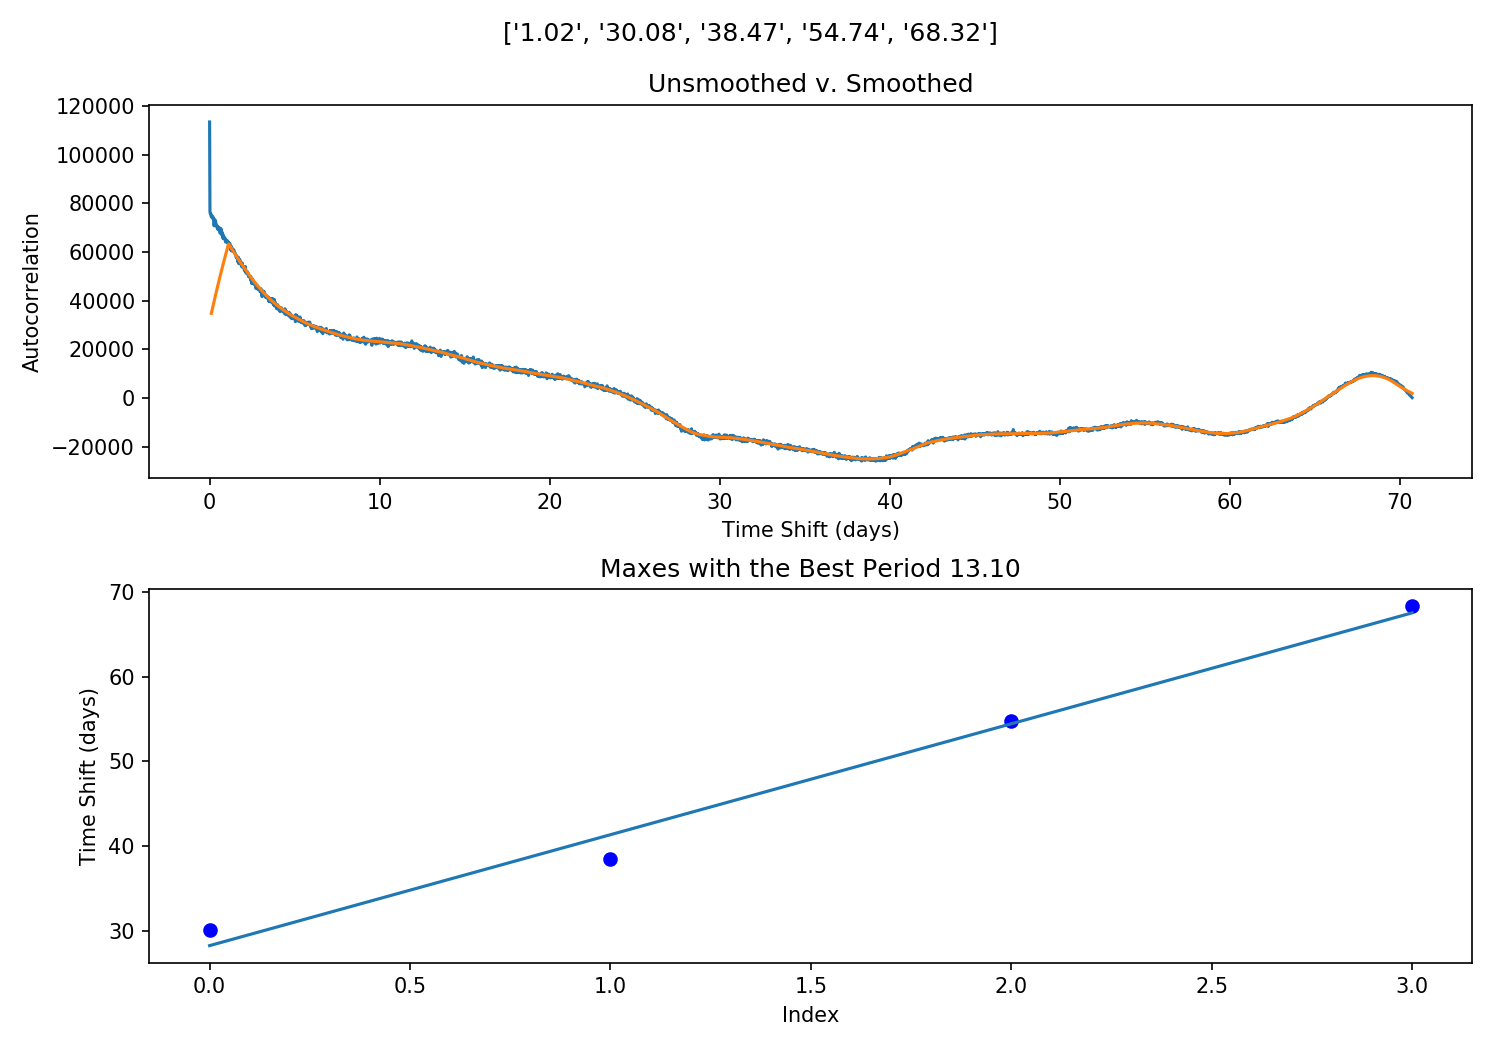 ['1.02', '30.08', '38.47', '54.74', '68.32']
Unsmoothed v. Smoothed
120000
100000
80000
60000
40000
20000
0
−20000
Autocorrelation
0 10 20 30 40 50 60 70
Time Shift (days)
Maxes with the Best Period 13.10
70
60
50
40
30
Time Shift (days)
0.0 0.5 1.0 1.5 2.0 2.5 3.0
Index